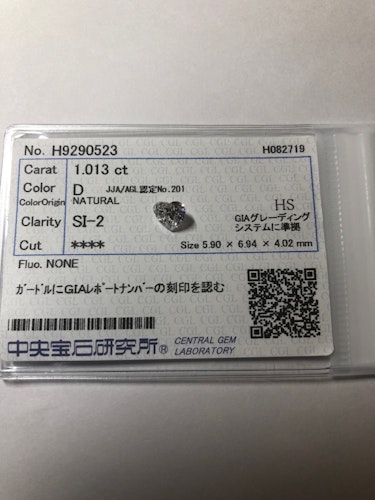 No. H9290523 H082719
Carat 1.013 ct
Color D JJA/AGL認定No.201
ColorOrigin NATURAL HS
Clarity SI-2 GIAグレーディング
システムに準拠
Cut **** Size 5.90 × 6.94 × 4.02 mm
Fluo. NONE
ガードルにGIAレポートナンバーの刻印を認む
中央宝石研究所® CENTRAL GEM
LABORATORY